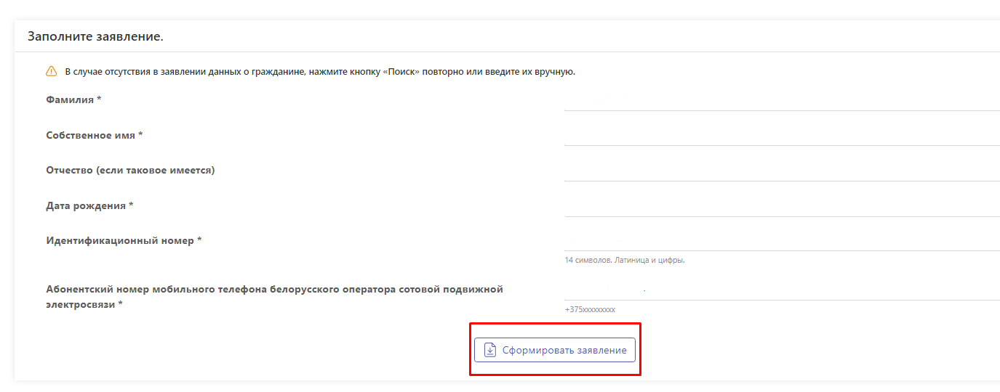 Заполните заявление.
В случае отсутствия в заявлении данных о гражданине, нажмите кнопку «Поиск» повторно или введите их вручную.
Фамилия *
Собственное имя *
Отчество (если таковое имеется)
Дата рождения *
Идентификационный номер *
14 символов. Латиница и цифры.
Абонентский номер мобильного телефона белорусского оператора сотовой подвижной
электросвязи *
+375xxxxxxxxx
Сформировать заявление